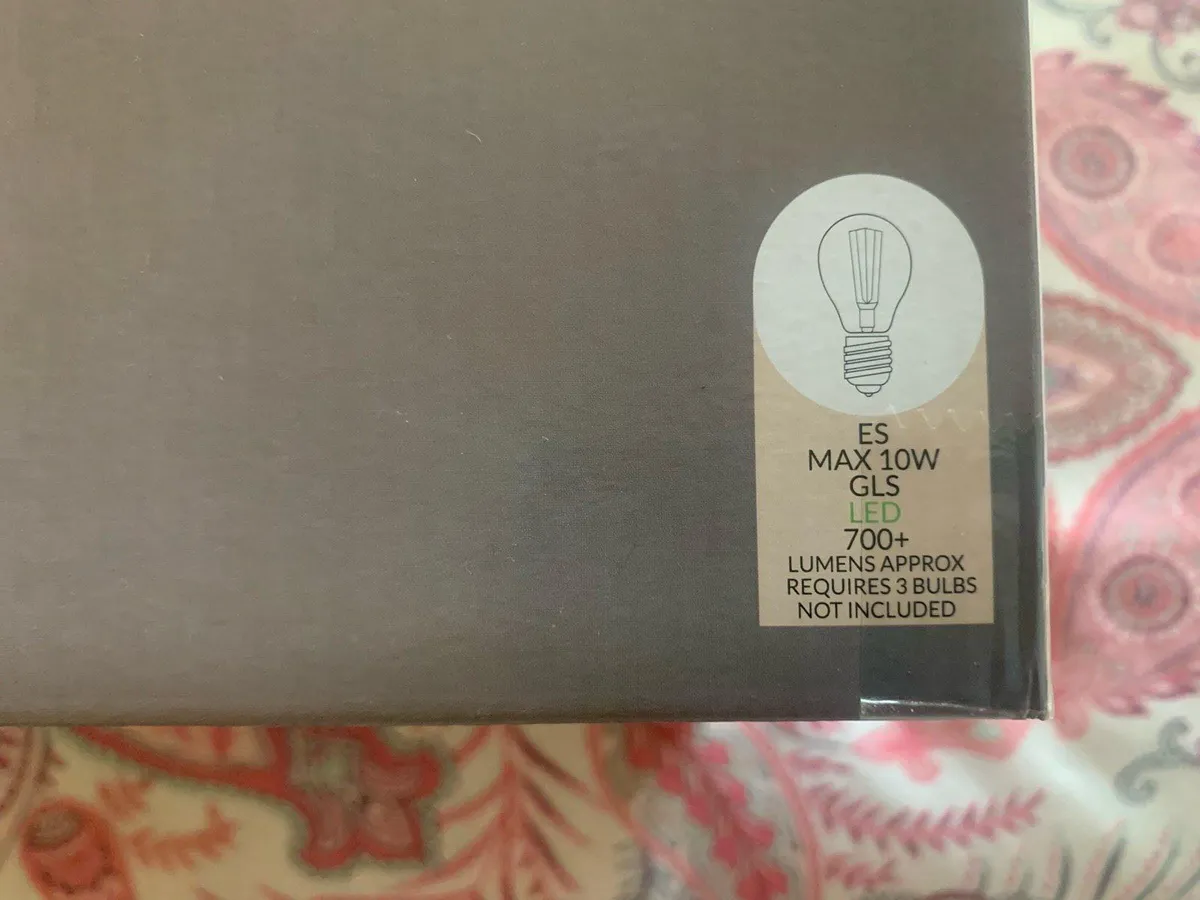 ES
MAX 10W
GLS
LED
700+
LUMENS APPROX
REQUIRES 3 BULBS
NOT INCLUDED